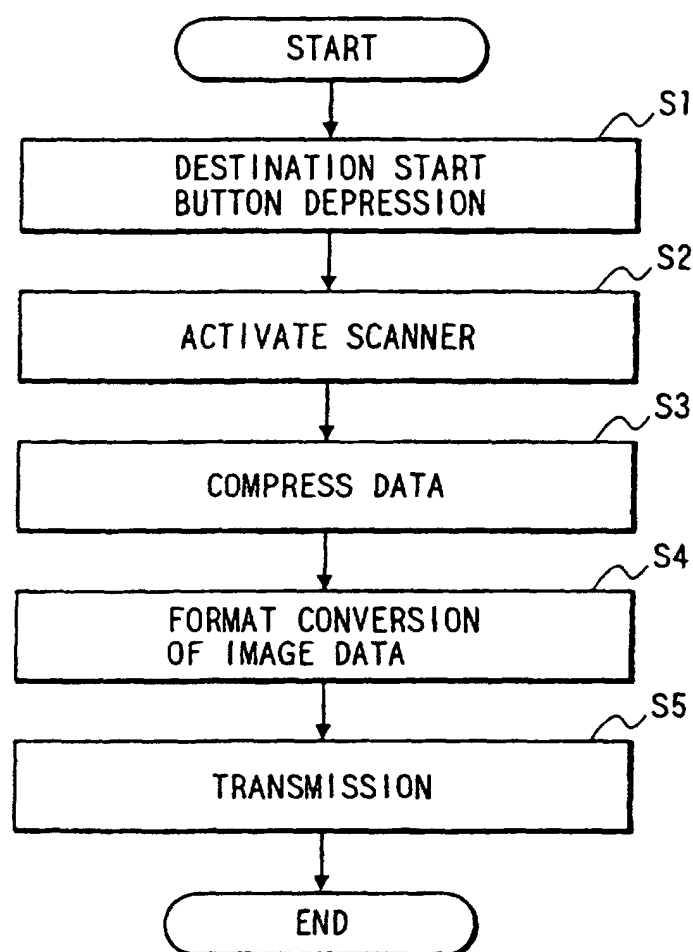 START
S1
DESTINATION START
BUTTON DEPRESSION
S2
ACTIVATE SCANNER
S3
COMPRESS DATA
S4
FORMAT CONVERSION
OF IMAGE DATA
S5
TRANSMISSION
END